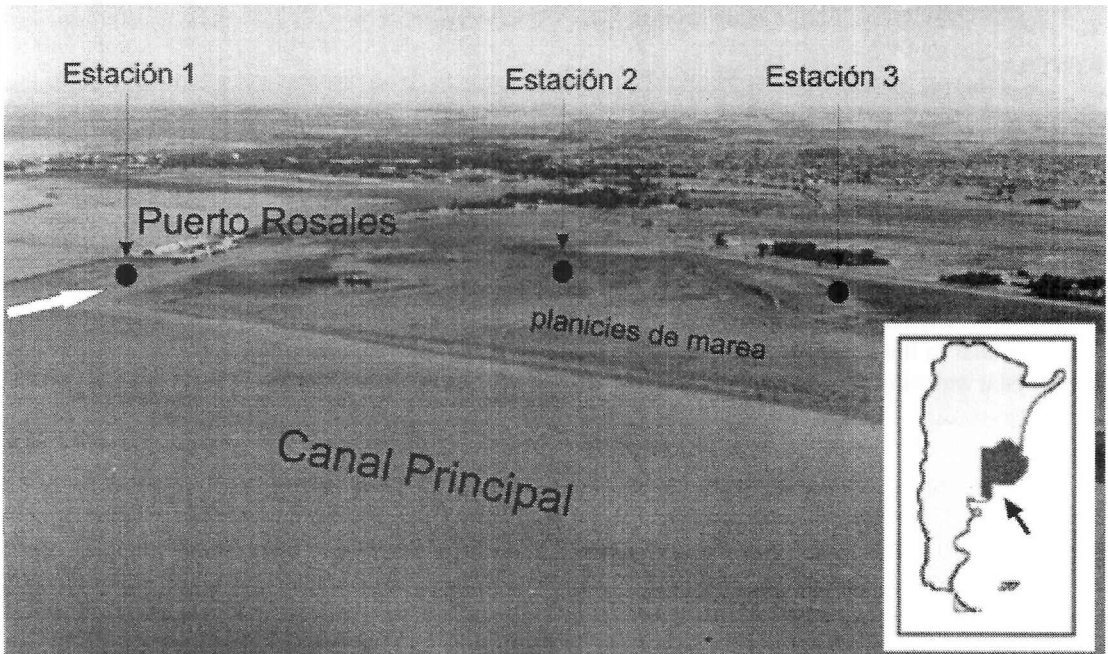 Estación 1
Estación 2
Estación 3
Puerto Rosales
planicies de marea
Canal Principal